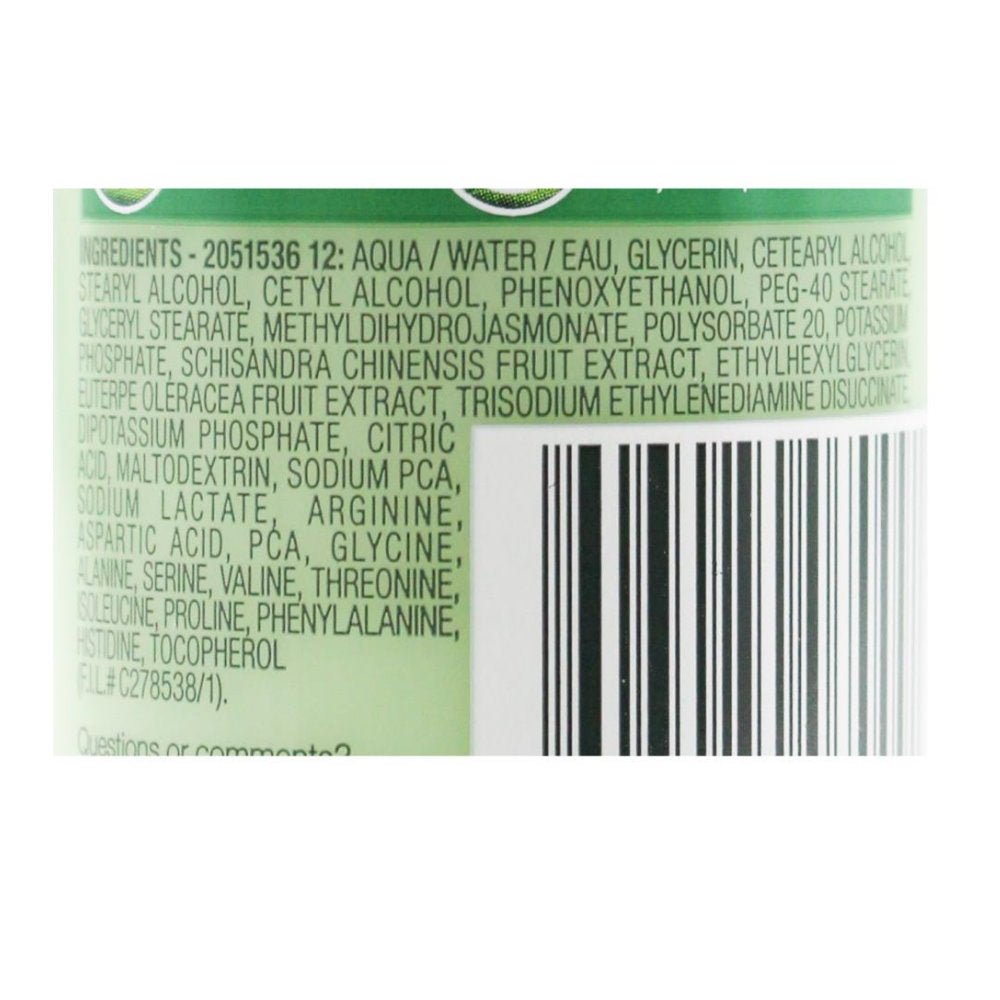 INGREDIENTS - 2051536 12: AQUA / WATER / EAU, GLYCERIN, CETEARYL ALCOHOL,
STEARYL ALCOHOL, CETYL ALCOHOL, PHENOXYETHANOL, PEG-40 STEARATE,
GLYCERYL STEARATE, METHYLDIHYDROJASMONATE, POLYSORBATE 20, POTASSIUM
PHOSPHATE, SCHISANDRA CHINENSIS FRUIT EXTRACT, ETHYLHEXYLGLYCERIN,
EUTERPE OLERACEA FRUIT EXTRACT, TRISODIUM ETHYLENEDIAMINE DISUCCINATE,
DIPOTASSIUM PHOSPHATE, CITRIC
ACID, MALTODEXTRIN, SODIUM PCA,
SODIUM LACTATE, ARGININE,
ASPARTIC ACID, PCA, GLYCINE,
ALANINE, SERINE, VALINE, THREONINE,
ISOLEUCINE, PROLINE, PHENYLALANINE,
HISTIDINE, TOCOPHEROL
(F.I.L.# C278538/1).
Questions or comments?